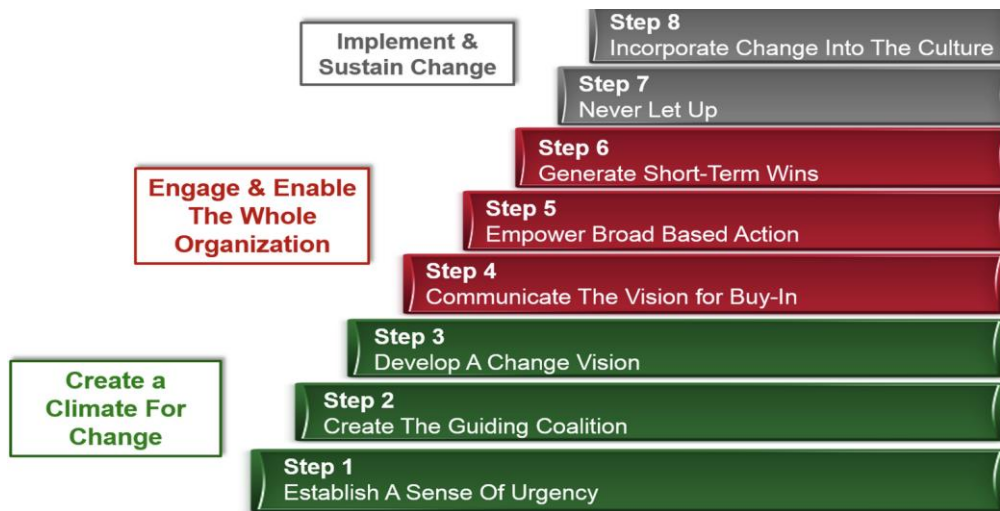 Implement &
Sustain Change
Step 8
Incorporate Change Into The Culture
Step 7
Never Let Up
Engage & Enable
The Whole
Organization
Step 6
Generate Short-Term Wins
Step 5
Empower Broad Based Action
Step 4
Communicate The Vision for Buy-In
Create a
Climate For
Change
Step 3
Develop A Change Vision
Step 2
Create The Guiding Coalition
Step 1
Establish A Sense Of Urgency